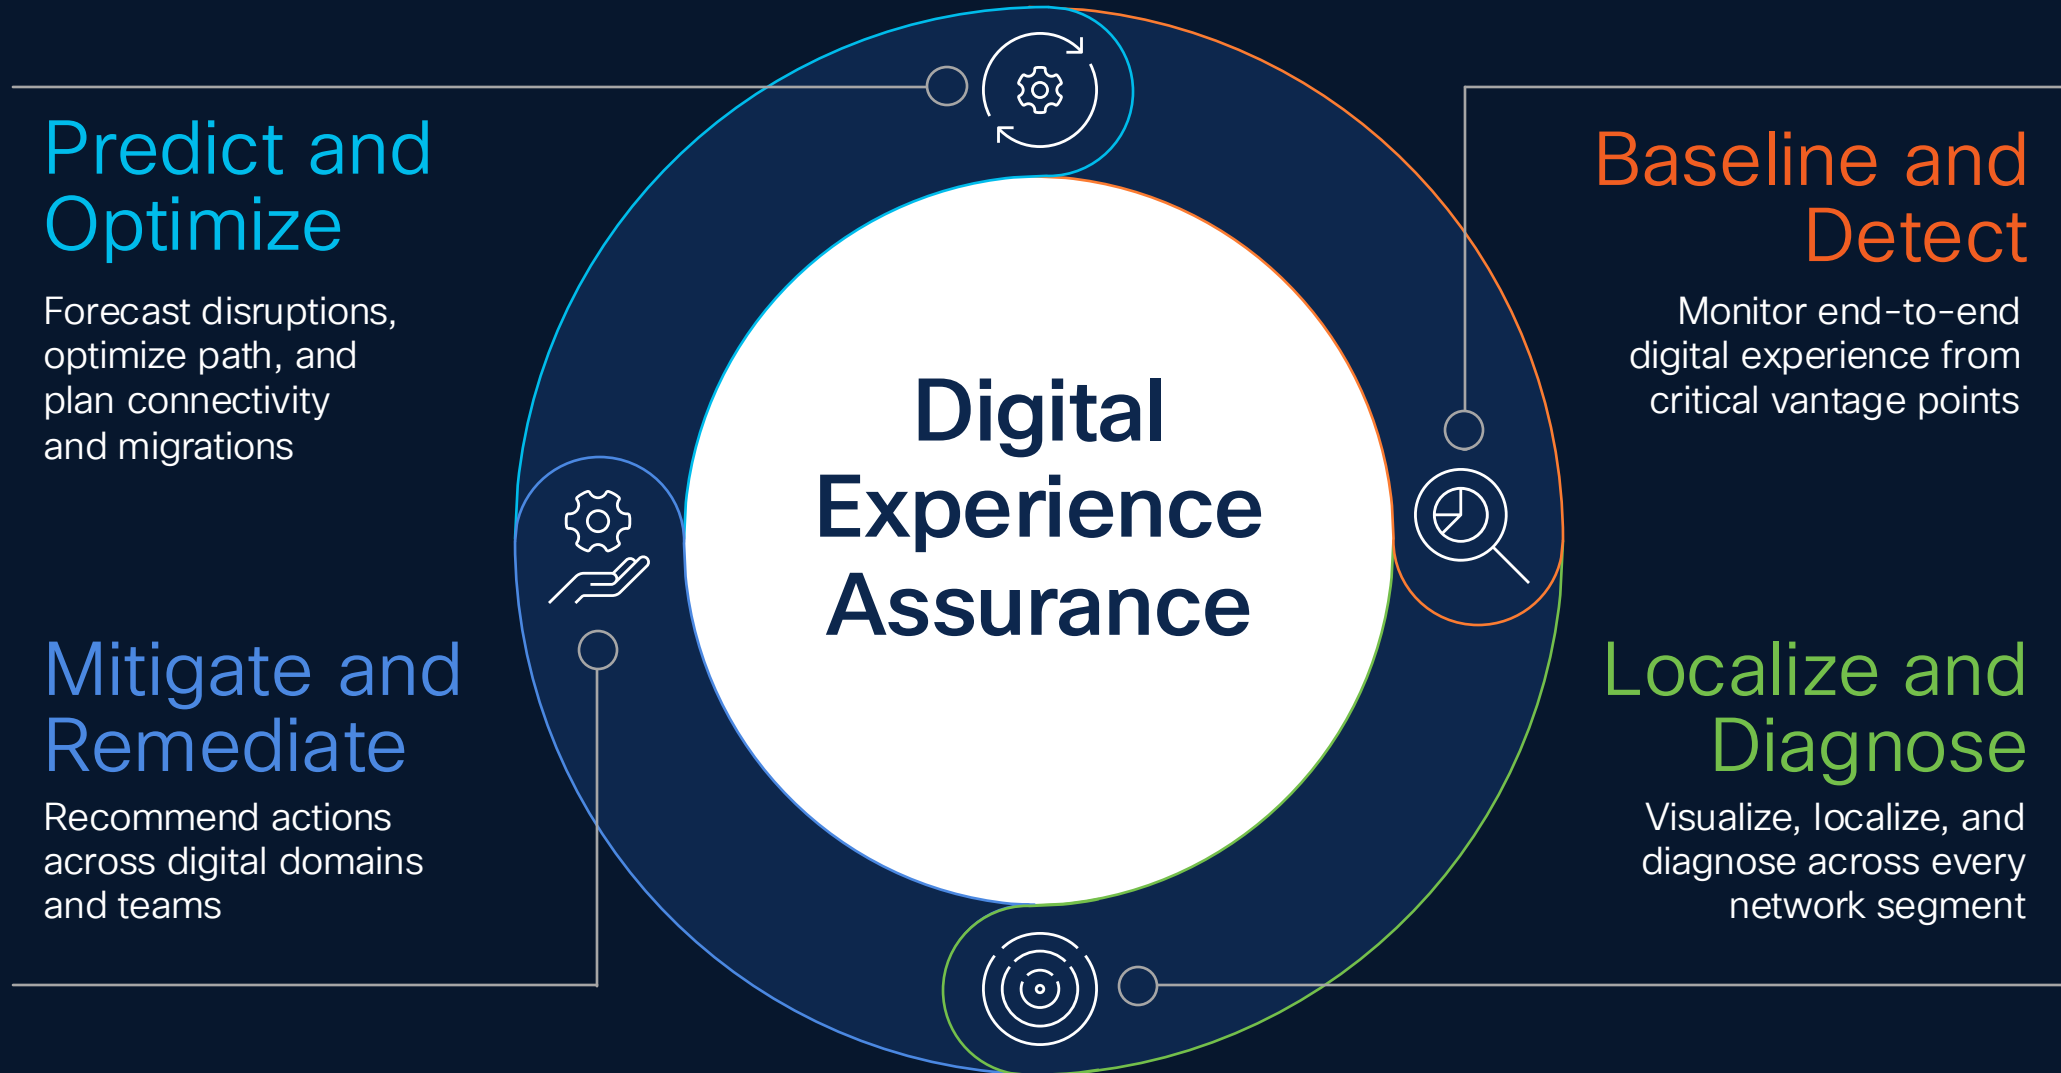 Predict and
Optimize
Forecast disruptions,
optimize path, and
plan connectivity
and migrations
Baseline and
Detect
Monitor end-to-end
digital experience from
critical vantage points
Digital
Experience
Assurance
Mitigate and
Remediate
Recommend actions
across digital domains
and teams
Localize and
Diagnose
Visualize, localize, and
diagnose across every
network segment